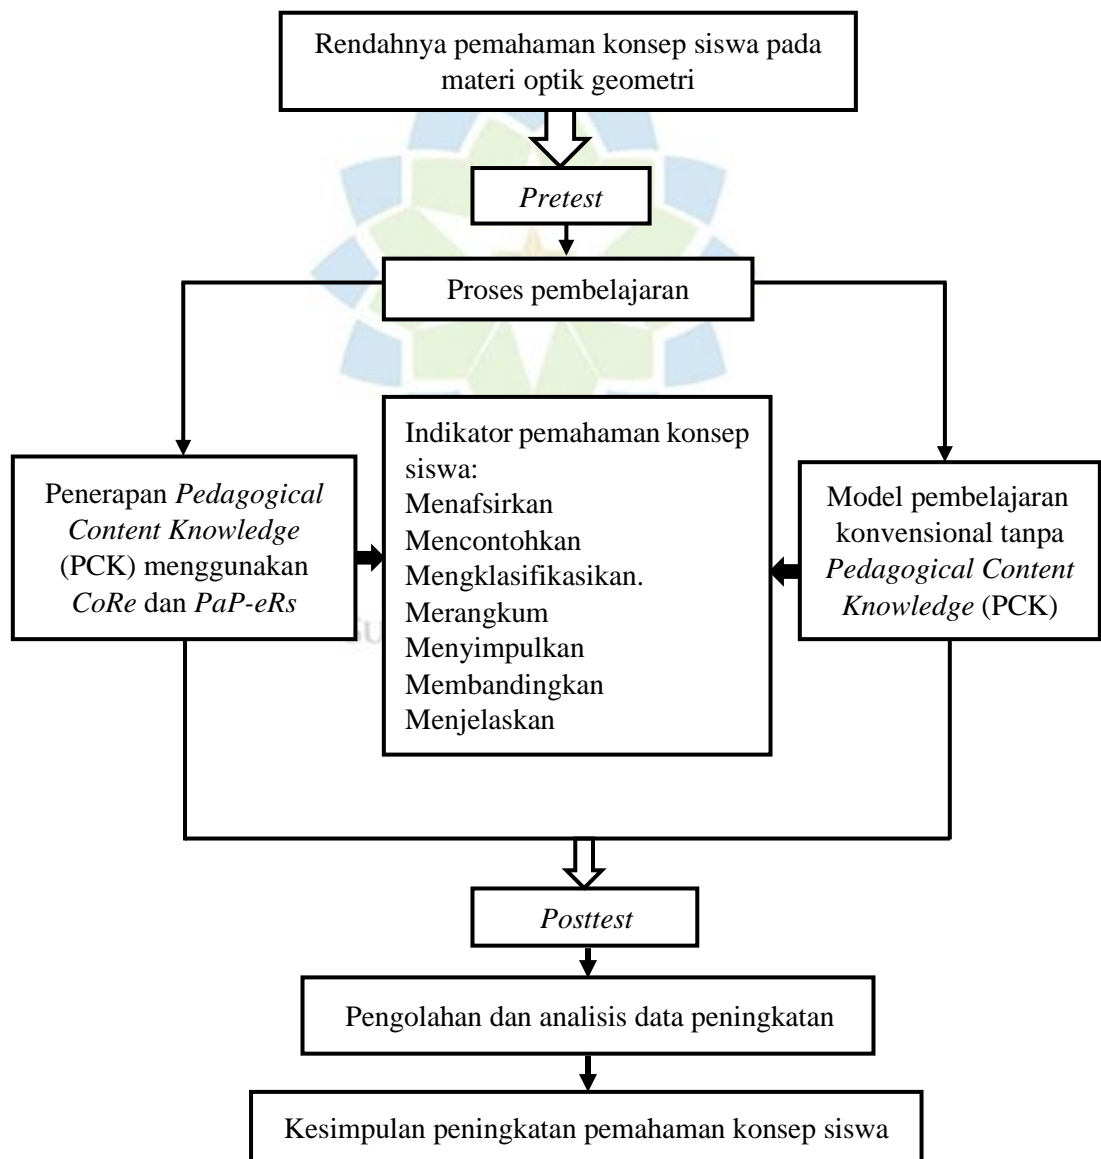 Rendahnya pemahaman konsep siswa pada
materi optik geometri
Pretest
Proses pembelajaran
Penerapan Pedagogical
Content Knowledge
(PCK) menggunakan
CoRe dan PaP-eRs
Indikator pemahaman konsep
siswa:
Menafsirkan
Mencontohkan
Mengklasifikasikan.
Merangkum
Menyimpulkan
Membandingkan
Menjelaskan
Model pembelajaran
konvensional tanpa
Pedagogical Content
Knowledge (PCK)
Posttest
Pengolahan dan analisis data peningkatan
Kesimpulan peningkatan pemahaman konsep siswa